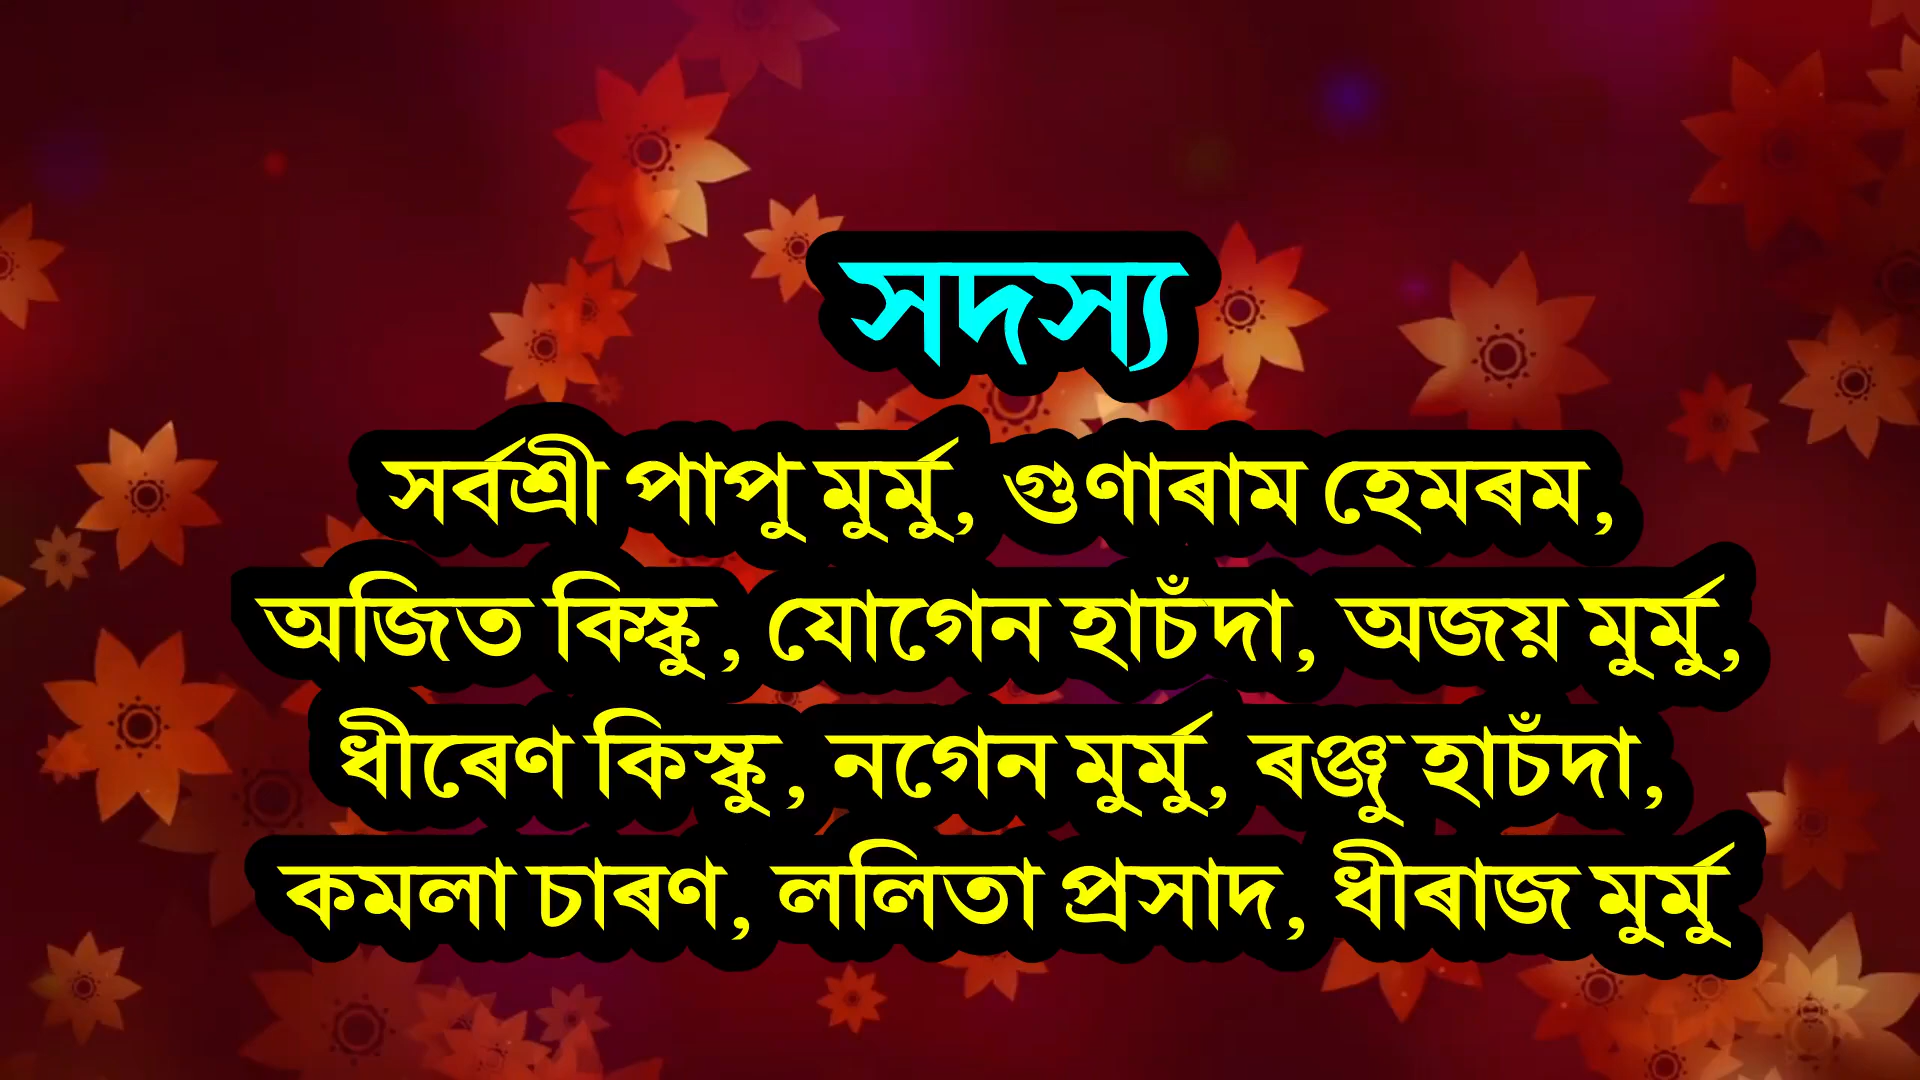 সদস্য
সৰ্বশ্ৰী পাপু মুৰ্মু, গুণাৰাম হেমৰম,
অজিত কিস্কু, যোগেন হাচঁদা, অজয় মুৰ্মু,
ধীৰেণ কিস্কু, নগেন মুৰ্মু, ৰঞ্জু হাচঁদা,
কমলা চাৰণ, ললিতা প্ৰসাদ, ধীৰাজ মুৰ্মু